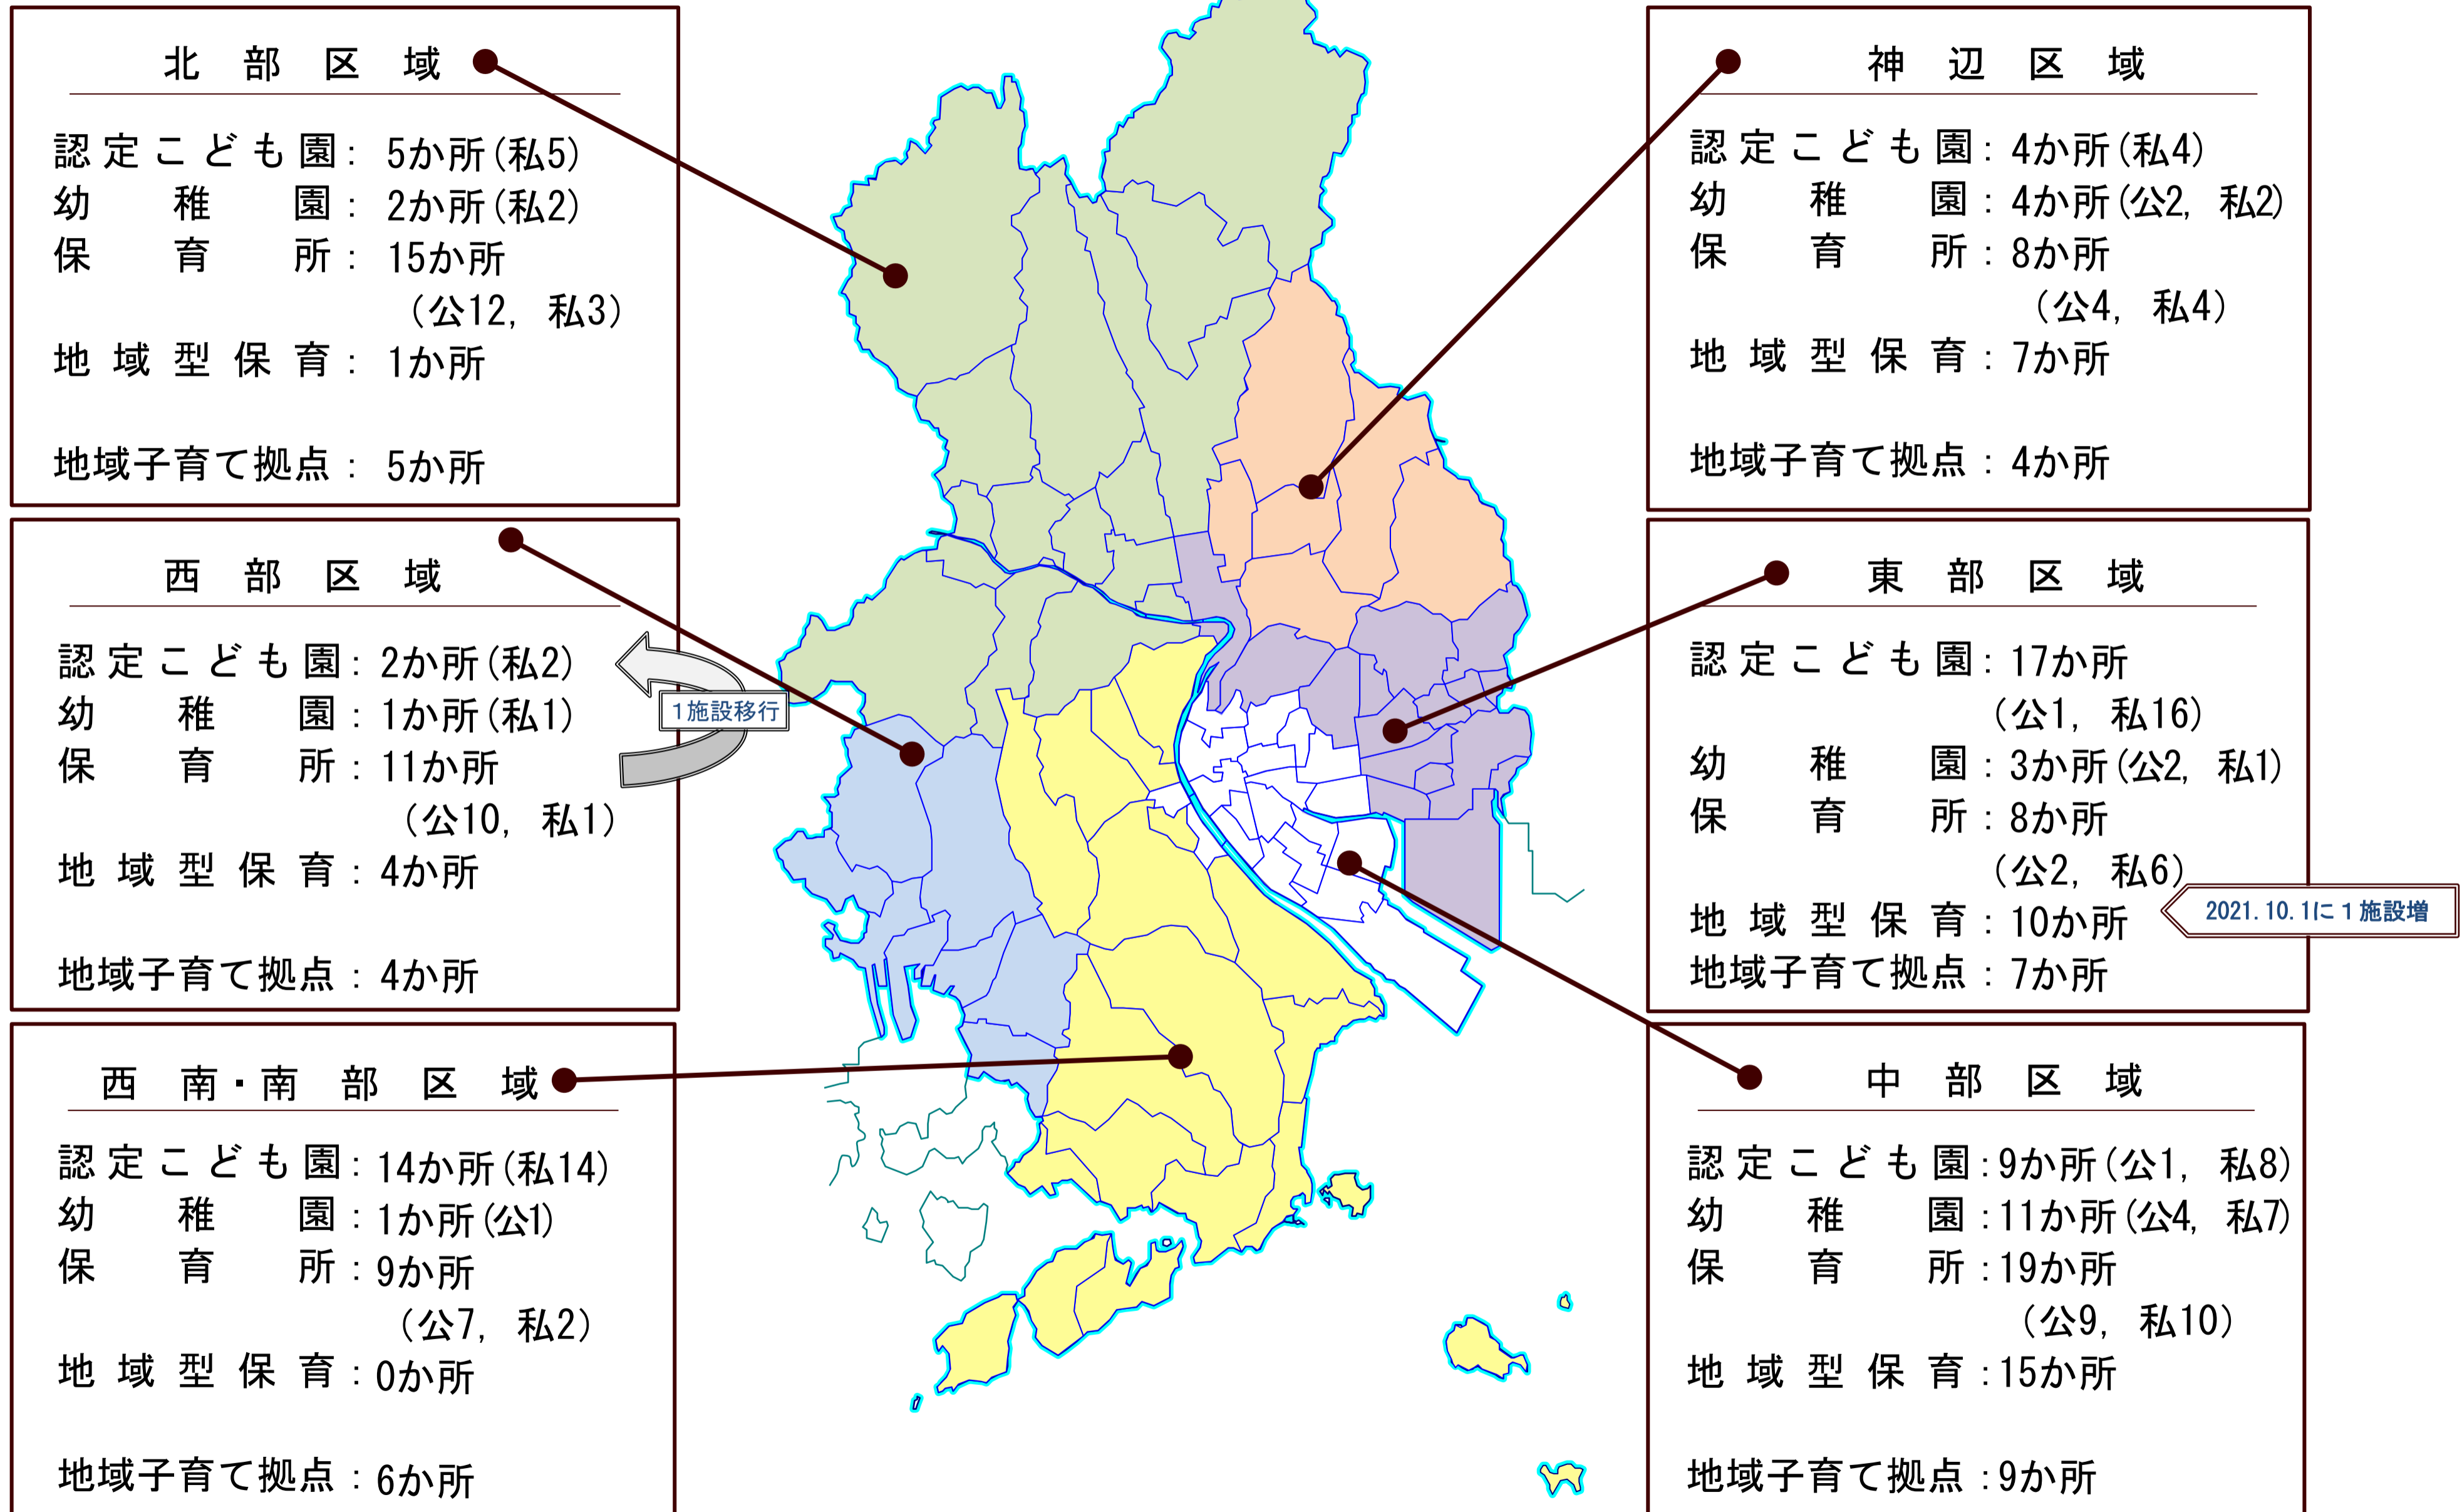 北部区域
認定こども園: 5か所(私5)
幼稚園: 2か所(私2)
保育所: 15か所
(公12, 私3)
地域型保育: 1か所
地域子育て拠点: 5か所
西部区域
認定こども園: 2か所(私2)
幼稚園: 1か所(私1)
保育所: 11か所
(公10, 私1)
地域型保育: 4か所
地域子育て拠点: 4か所
1施設移行
西南・南部区域
認定こども園: 14か所(私14)
幼稚園: 1か所(公1)
保育所: 9か所
(公7, 私2)
地域型保育: 0か所
地域子育て拠点: 6か所
神辺区域
認定こども園: 4か所(私4)
幼稚園: 4か所(公2, 私2)
保育所: 8か所
(公4, 私4)
地域型保育: 7か所
地域子育て拠点: 4か所
東部区域
認定こども園: 17か所
(公1, 私16)
幼稚園: 3か所(公2, 私1)
保育所: 8か所
(公2, 私6)
地域型保育: 10か所
地域子育て拠点: 7か所
2021.10.1に1施設増
中部区域
認定こども園: 9か所(公1, 私8)
幼稚園: 11か所(公4, 私7)
保育所: 19か所
(公9, 私10)
地域型保育: 15か所
地域子育て拠点: 9か所